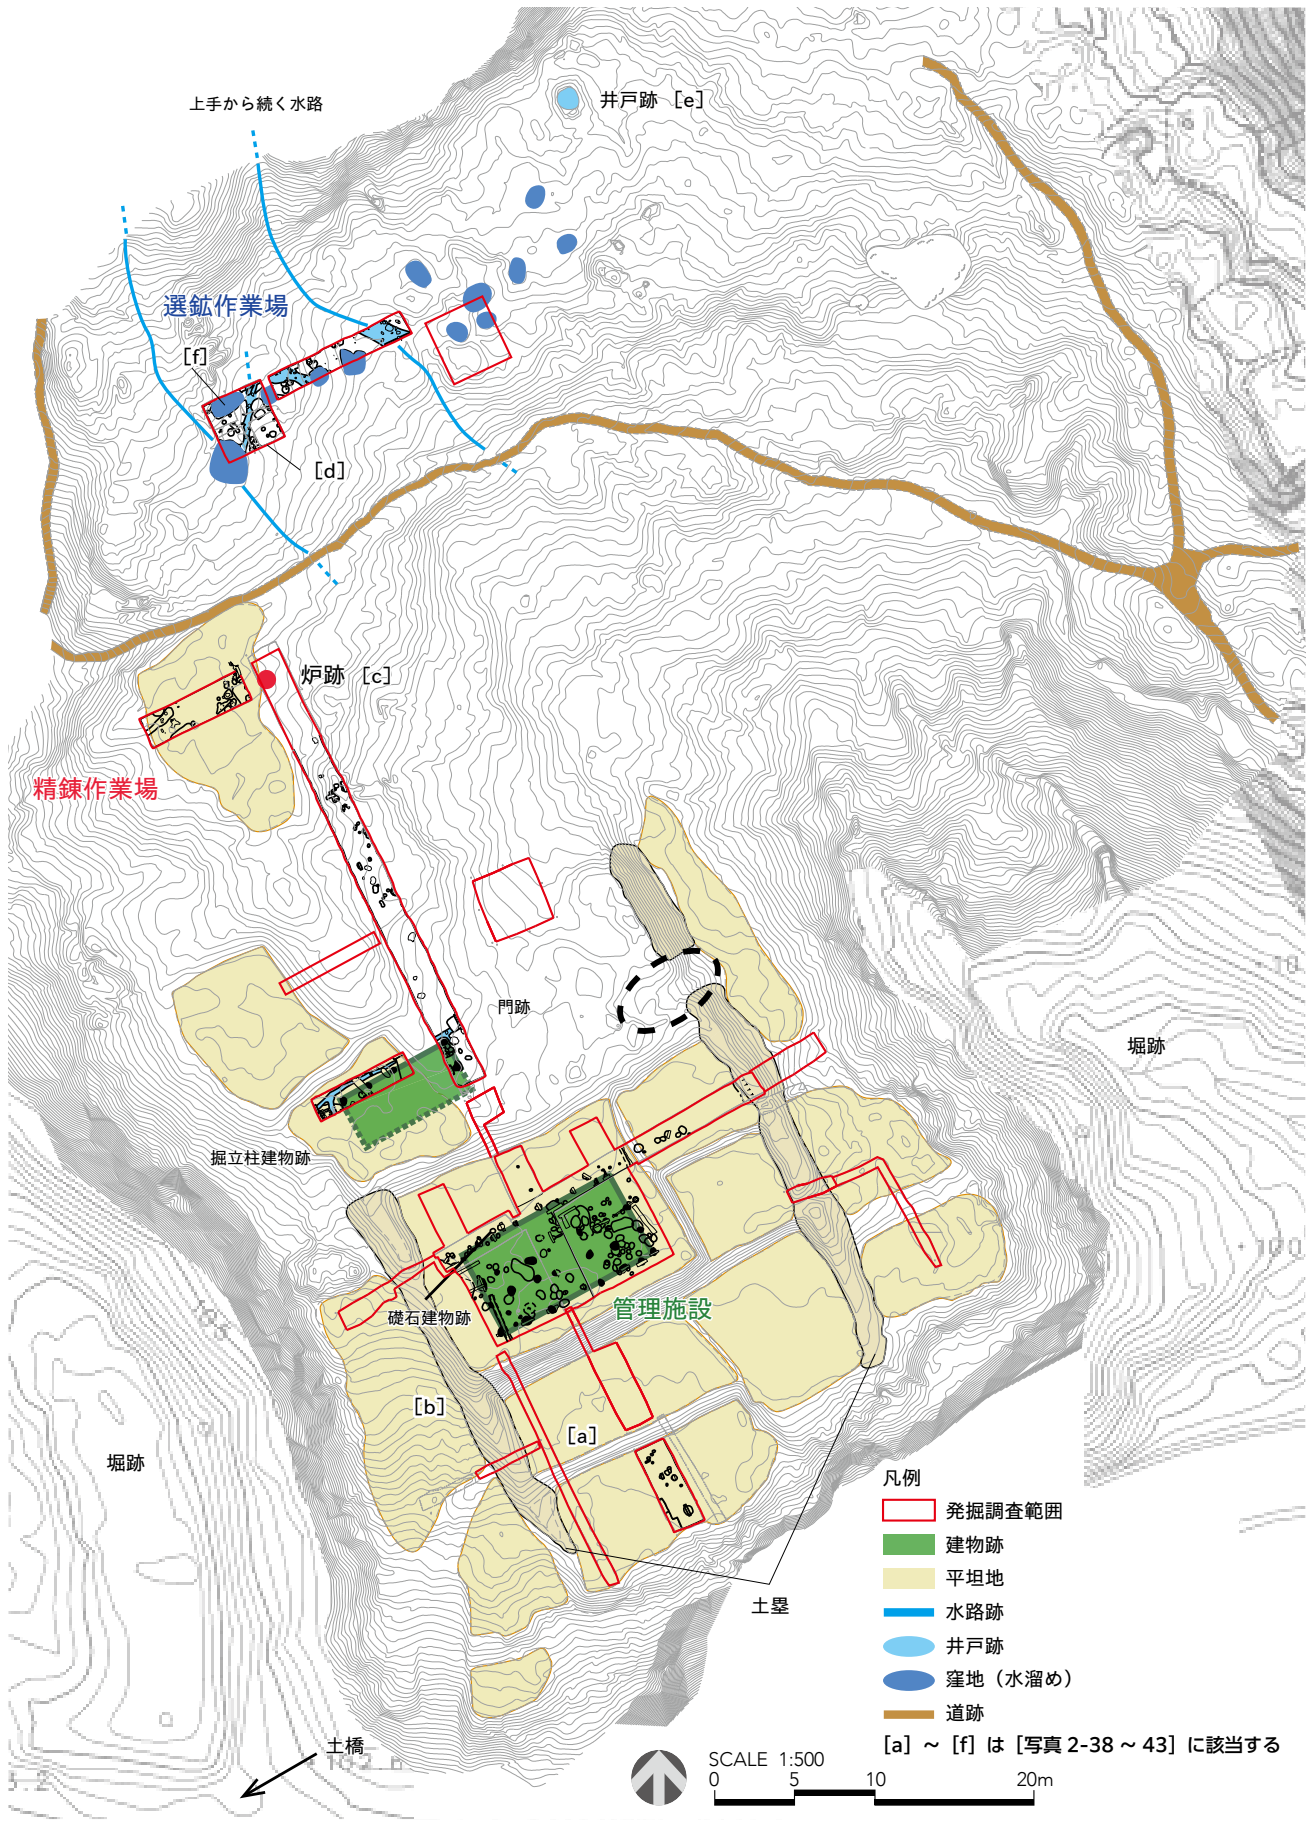 上手から続く水路
井戸跡［e］
選鉱作業場
［f］
［d］
炉跡［c］
精錬作業場
門跡
堀跡
掘立柱建物跡
礎石建物跡
管理施設
［b］
［a］
堀跡
土塁
土橋
凡例
発掘調査範囲
建物跡
平坦地
水路跡
井戸跡
窪地（水溜め）
道跡
［a］～［f］は［写真 2-38 ～ 43］に該当する
SCALE 1:500
0 5 10 20m